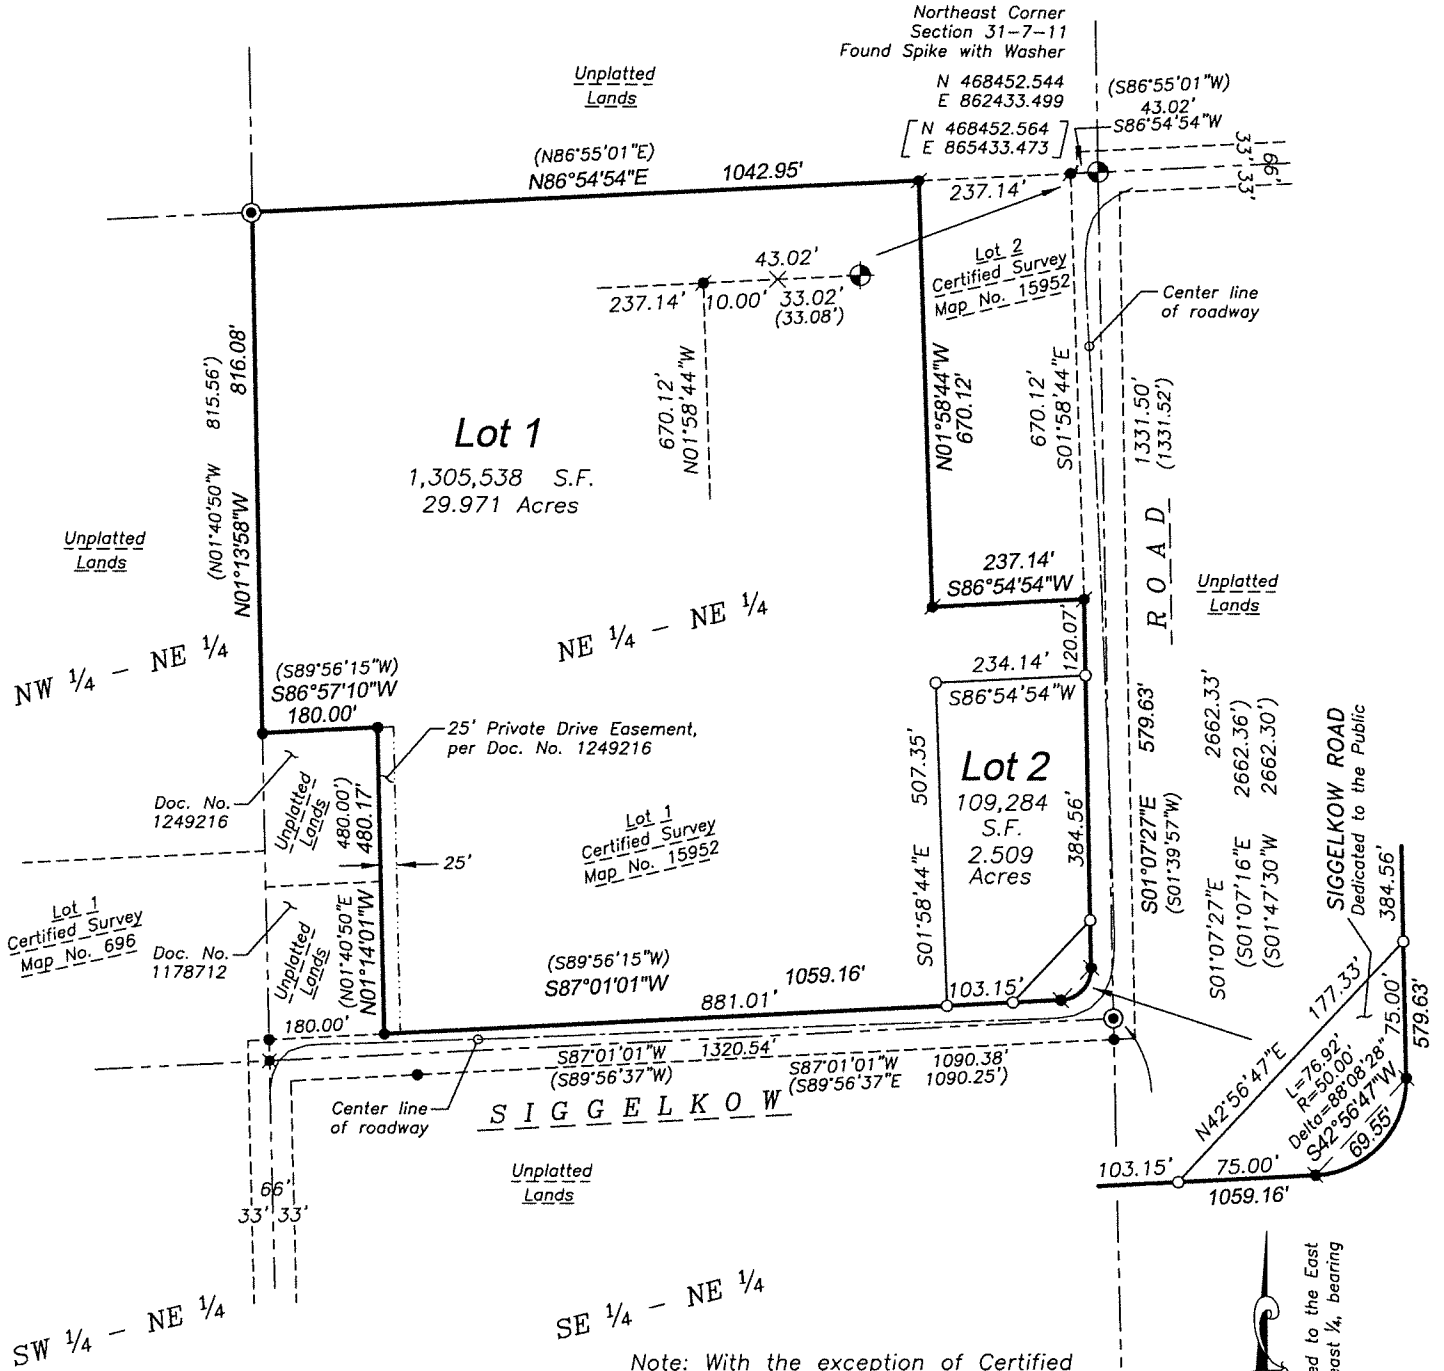 Northeast Corner
Section 31-7-11
Found Spike with Washer
N 468452.544
E 862433.499
N 468452.564
E 865433.473
(S86°55'01"W)
43.02'
S86°54'54"W
33'
33'
66'
Unplatted
Lands
(N86°55'01"E)
N86°54'54"E 1042.95'
237.14'
43.02'
237.14' 10.00' 33.02'
(33.08')
Lot 2
Certified Survey
Map No. 15952
Center line
of roadway
(N01°40'50"W 815.56')
N01°13'58"W 816.08'
670.12'
N01°58'44"W
N01°58'44"W
670.12'
670.12'
S01°58'44"E
1331.50'
(1331.52')
Lot 1
1,305,538 S.F.
29.971 Acres
Unplatted
Lands
ROAD
Unplatted
Lands
237.14'
S86°54'54"W
120.07'
NW ¼ - NE ¼
NE ¼ - NE ¼
(S89°56'15"W)
S86°57'10"W
180.00'
234.14'
S86°54'54"W
25' Private Drive Easement,
per Doc. No. 1249216
Doc. No.
1249216
Unplatted
Lands
480.00')
480.17'
25'
Lot 1
Certified Survey
Map No. 15952
S01°58'44"E 507.35'
Lot 2
109,284
S.F.
2.509
Acres
384.56'
S01°07'27"E 579.63'
(S01°39'57"W)
S01°07'27"E 2662.33'
(S01°07'16"E 2662.36')
(S01°47'30"W 2662.30')
SIGGELKOW ROAD
Dedicated to the Public
384.56'
Lot 1
Certified Survey
Map No. 696
Doc. No.
1178712
Unplatted
Lands
(N01°40'50"E
N01°14'01"W
(S89°56'15"W)
S87°01'01"W 1059.16'
881.01'
103.15'
180.00'
S87°01'01"W 1320.54'
(S89°56'37"W)
S87°01'01"W 1090.38'
(S89°56'37"E 1090.25')
Center line
of roadway
SIGGELKOW
Unplatted
Lands
177.33'
N42°56'47"E
L=76.92'
R=50.00'
Delta=88°08'28"
S42°56'47"W
69.55'
75.00'
579.63'
103.15' 75.00'
1059.16'
66'
33' 33'
SW ¼ - NE ¼
SE ¼ - NE ¼
ed to the East
east ¼, bearing
Note: With the exception of Certified